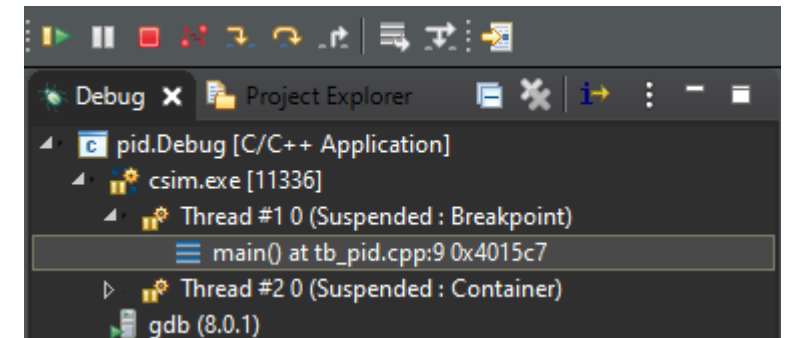 Debug Project Explorer
pid.Debug [C/C++ Application]
csim.exe [11336]
Thread #1 0 (Suspended : Breakpoint)
main() at tb_pid.cpp:9 0x4015c7
Thread #2 0 (Suspended : Container)
gdb (8.0.1)